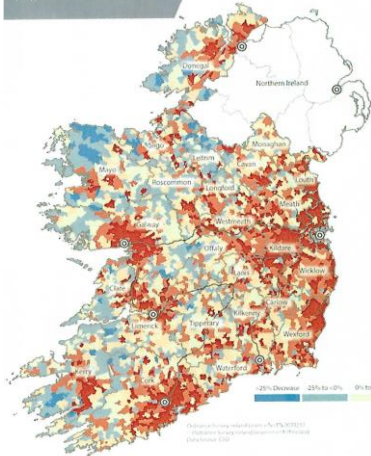 Donegal
Northern Ireland
Monaghan
Sligo
Leitrim
Cavan
Mayo
Roscommon
Longford
Louth
Meath
Westmeath
Galway
Offaly
Kildare
Wicklow
Laois
Clare
Carlow
Limerick
Tipperary
Kilkenny
Wexford
Waterford
Kerry
Cork
>25% Decrease
25% to <0%
0% to